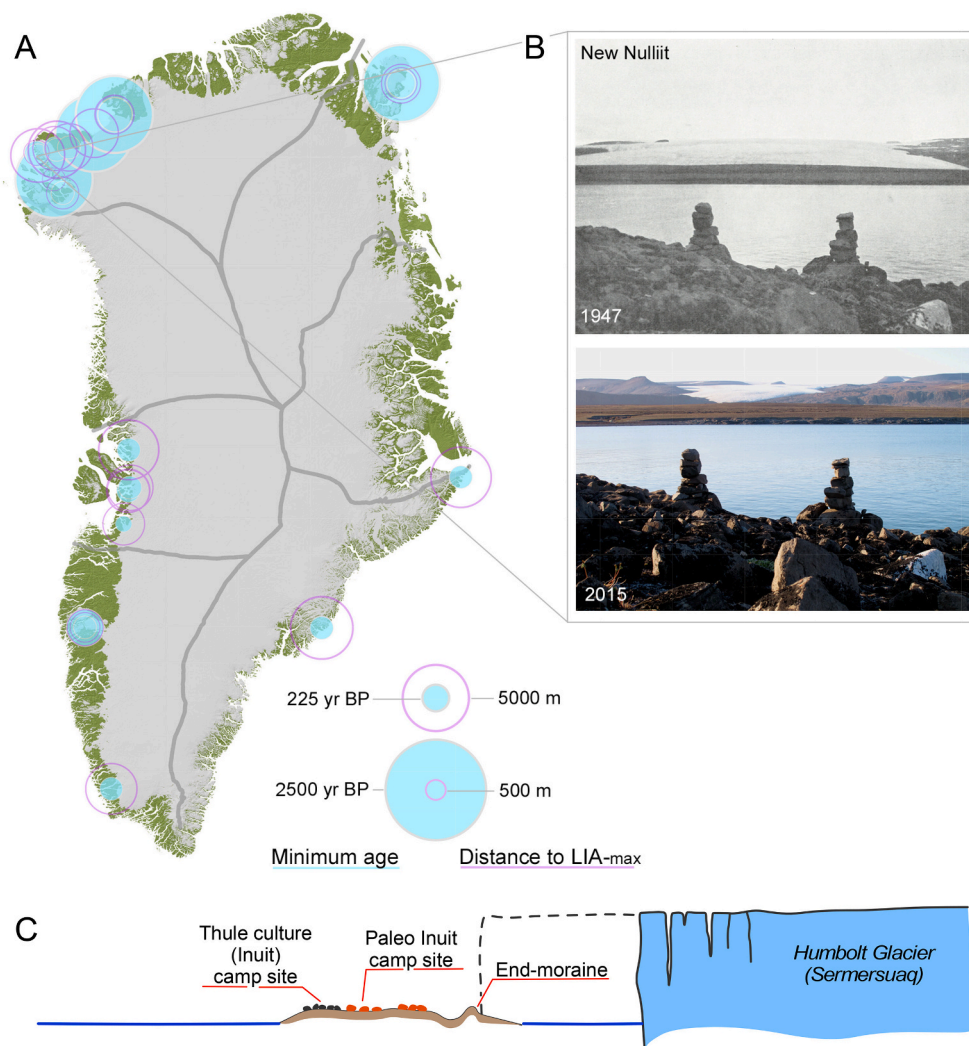 A
B
New Nulliit
1947
2015
225 yr BP
5000 m
2500 yr BP
500 m
Minimum age
Distance to LIA-max
C
Thule culture
(Inuit)
camp site
Paleo Inuit
camp site
End-moraine
Humbolt Glacier
(Sermersuaq)